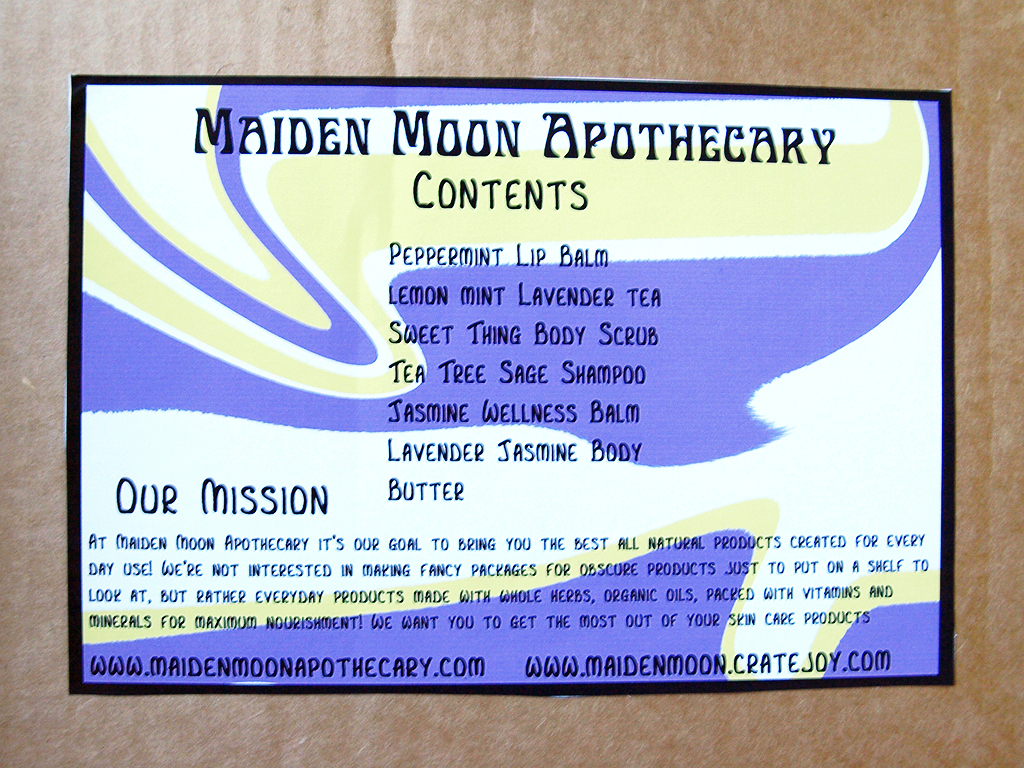 Maiden Moon Apothecary
Contents
Peppermint Lip Balm
Lemon mint Lavender tea
Sweet Thing Body Scrub
Tea Tree Sage Shampoo
Jasmine Wellness Balm
Lavender Jasmine Body
Butter
Our Mission
At Maiden Moon Apothecary it's our goal to bring you the best all natural products created for every
day use! We're not interested in making fancy packages for obscure products just to put on a shelf to
look at, but rather everyday products made with whole herbs, organic oils, packed with vitamins and
minerals for maximum nourishment! We want you to get the most out of your skin care products
www.maidenmoonapothecary.com www.maidenmoon.cratejoy.com